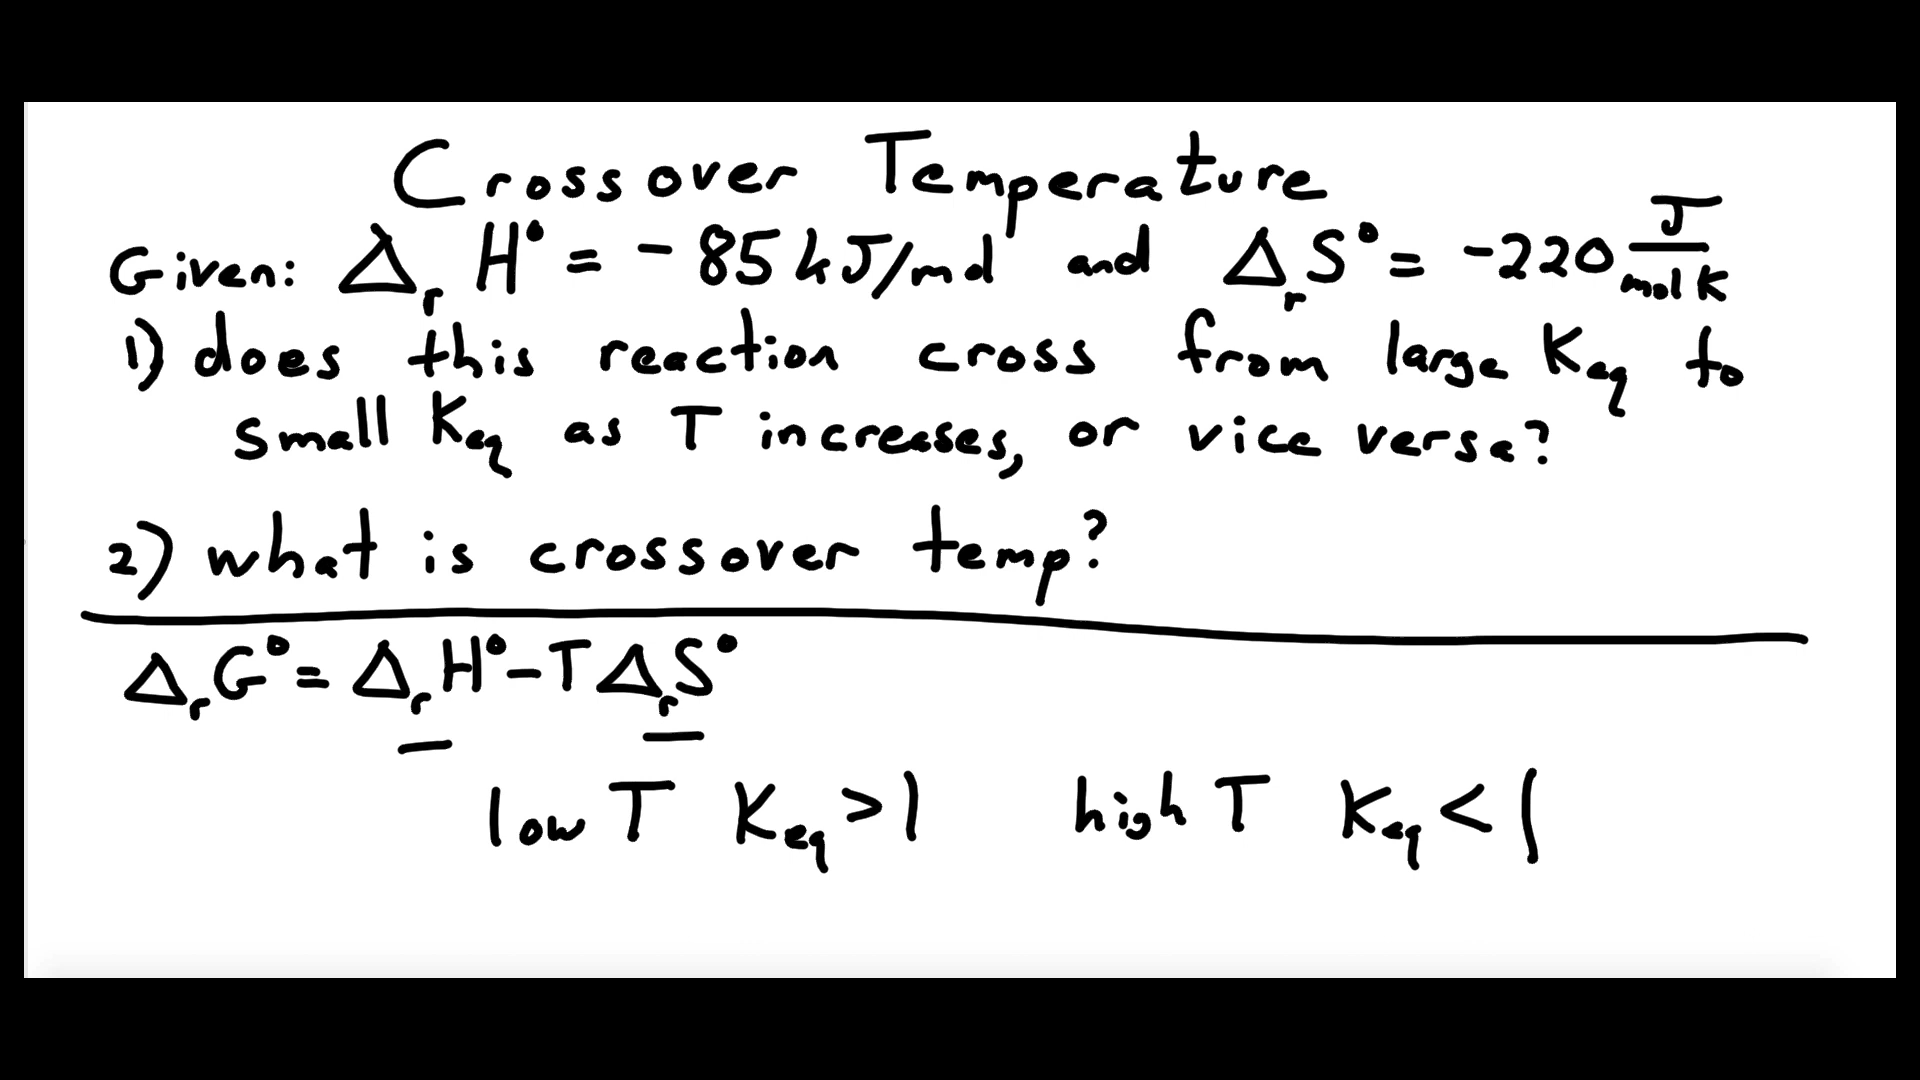 Crossover Temperature
Given: ΔᵣH° = -85 kJ/mol and ΔᵣS° = -220 J/mol K
1) does this reaction cross from large Keq to
small Keq as T increases, or vice versa?
2) what is crossover temp?
ΔᵣG° = ΔᵣH° - TΔᵣS°
— —
low T Keq > 1 high T Keq < 1